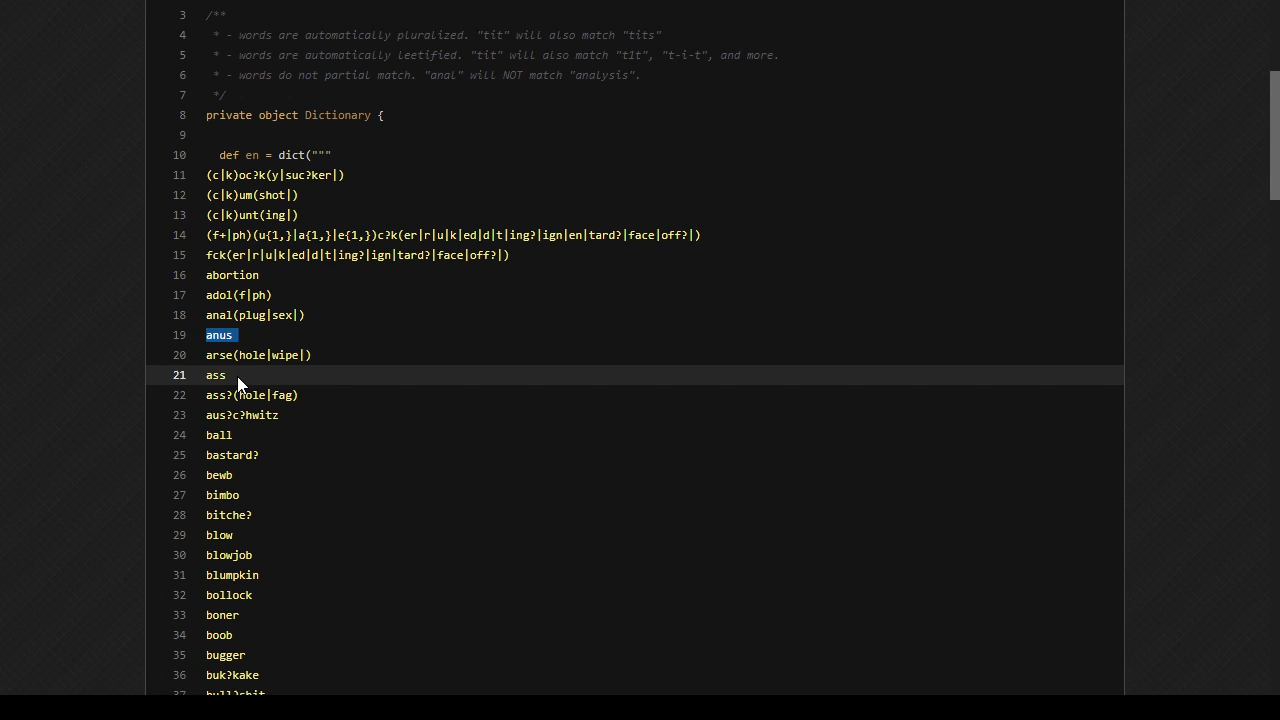 3 /**
4 * - words are automatically pluralized. "tit" will also match "tits"
5 * - words are automatically leetified. "tit" will also match "t1t", "t-i-t", and more.
6 * - words do not partial match. "anal" will NOT match "analysis".
7 */
8 private object Dictionary {
9
10 def en = dict("""
11 (c|k)oc?k(y|suc?ker|)
12 (c|k)um(shot|)
13 (c|k)unt(ing|)
14 (f+|ph)(u{1,}|a{1,}|e{1,})c?k(er|r|u|k|ed|d|t|ing?|ign|en|tard?|face|off?|)
15 fck(er|r|u|k|ed|d|t|ing?|ign|tard?|face|off?|)
16 abortion
17 adol(f|ph)
18 anal(plug|sex|)
19 anus
20 arse(hole|wipe|)
21 ass
22 ass?(hole|fag)
23 aus?c?hwitz
24 ball
25 bastard?
26 bewb
27 bimbo
28 bitche?
29 blow
30 blowjob
31 blumpkin
32 bollock
33 boner
34 boob
35 bugger
36 buk?kake
37 bull?shit